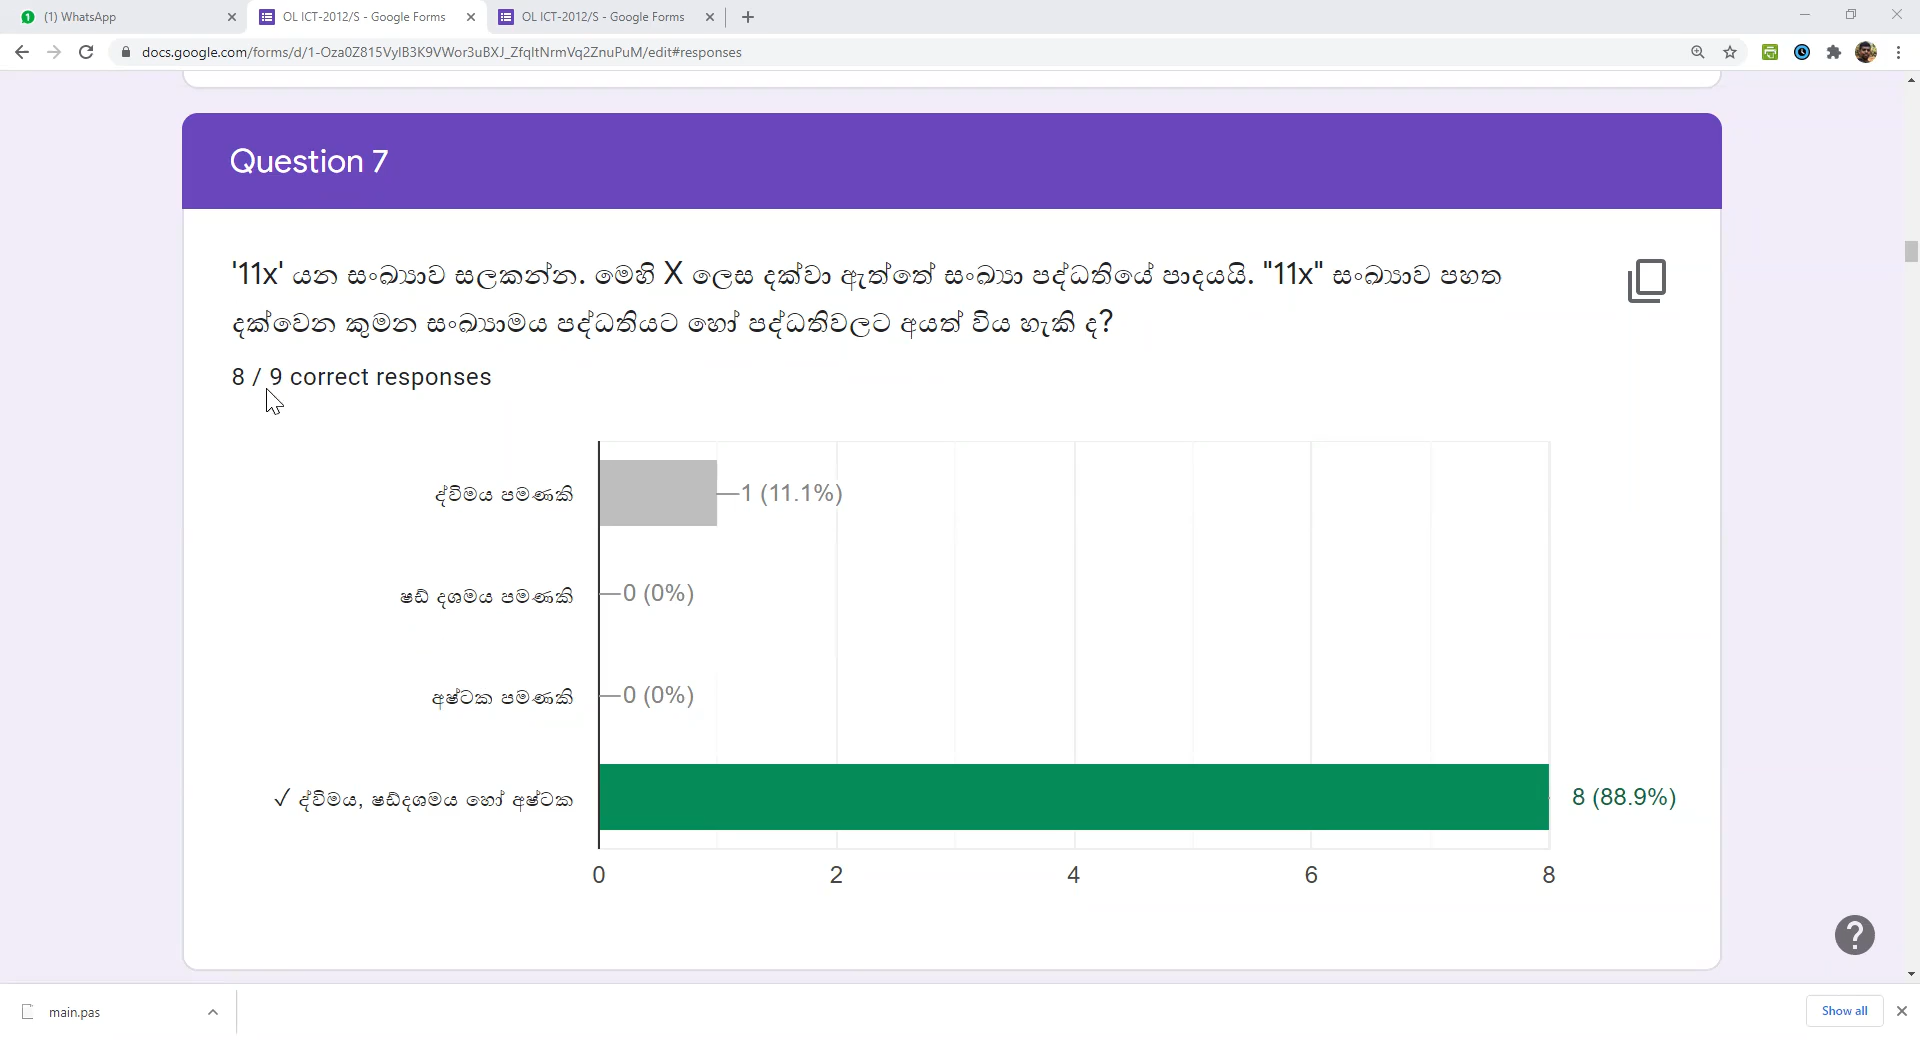 (1) WhatsApp
OL ICT-2012/S - Google Forms
OL ICT-2012/S - Google Forms
docs.google.com/forms/d/1-Oza0Z815VylB3K9VWor3uBXJ_ZfqItNrmVq2ZnuPuM/edit#responses
Question 7
'11x' යන සංඛ්‍යාව සලකන්න. මෙහි X ලෙස දක්වා ඇත්තේ සංඛ්‍යා පද්ධතියේ පාදයයි. "11x" සංඛ්‍යාව පහත
දක්වෙන කුමන සංඛ්‍යාමය පද්ධතියට හෝ පද්ධතිවලට අයත් විය හැකි ද?
8 / 9 correct responses
ද්විමය පමණකි
1 (11.1%)
ෂඩ් දශමය පමණකි
0 (0%)
අෂ්ටක පමණකි
0 (0%)
✓ ද්විමය, ෂඩ්දශමය හෝ අෂ්ටක
8 (88.9%)
0 2 4 6 8
main.pas
Show all